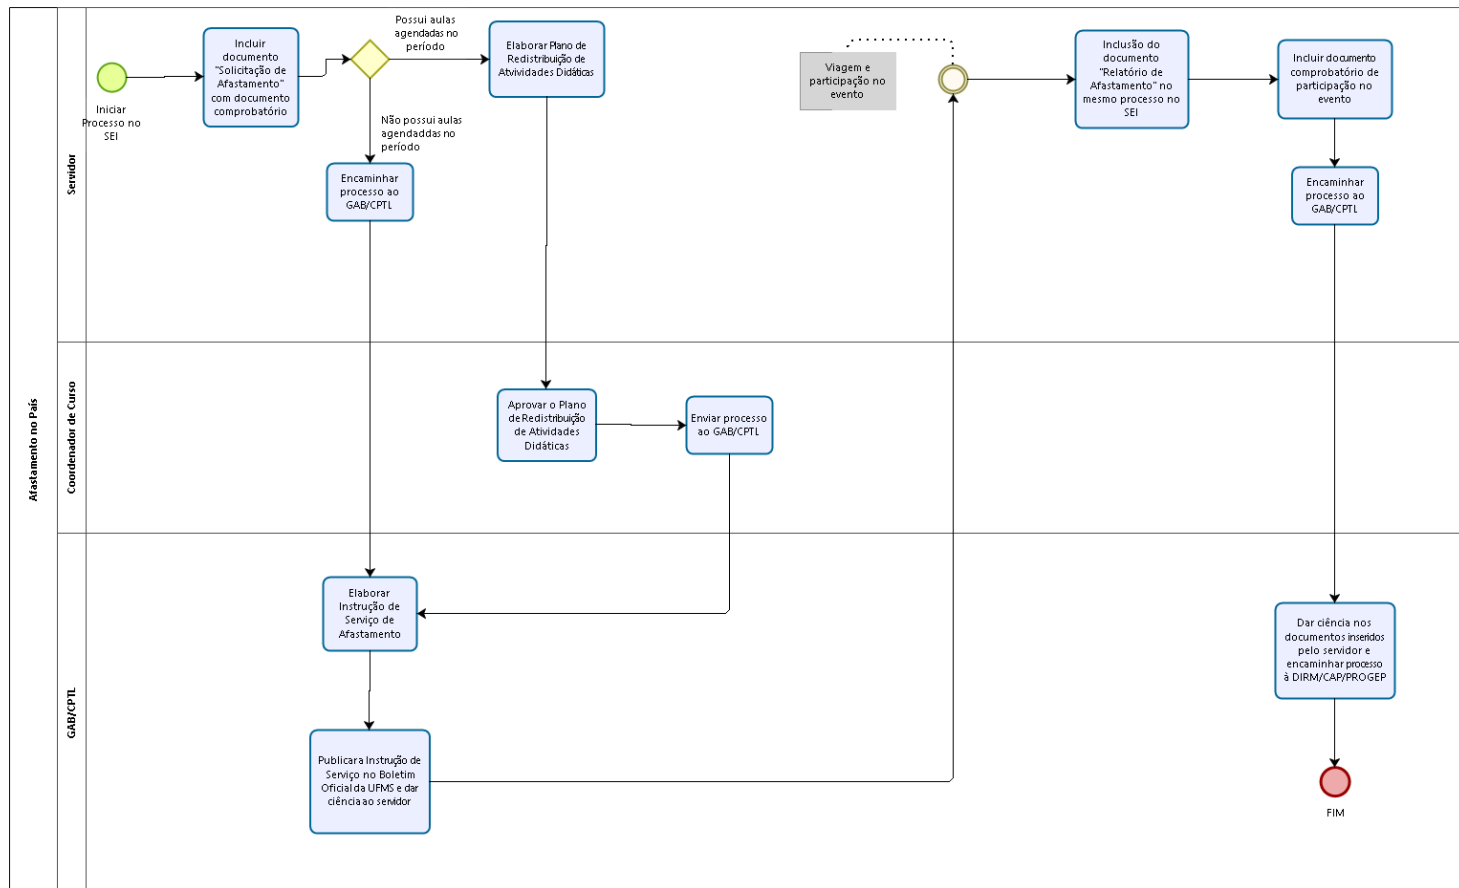 Afastamento no País
Servidor
Iniciar
Processo no
SEI
Incluir
documento
"Solicitação de
Afastamento"
com documento
comprobatório
Possui aulas
agendadas no
período
Não possui aulas
agendaddas no
período
Elaborar Plano de
Redistribuição de
Atvividades Didáticas
Encaminhar
processo ao
GAB/CPTL
Viagem e
participação no
evento
Inclusão do
documento
"Relatório de
Afastamento" no
mesmo processo no
SEI
Incluir documento
comprobatório de
participação no
evento
Encaminhar
processo ao
GAB/CPTL
Coordenador de Curso
Aprovar o Plano
de Redistribuição
de Atividades
Didáticas
Enviar processo
ao GAB/CPTL
GAB/CPTL
Elaborar
Instrução de
Serviço de
Afastamento
Publicar a Instrução de
Serviço no Boletim
Oficial da UFMS e dar
ciência ao servidor
Dar ciência nos
documentos inseridos
pelo servidor e
encaminhar processo
à DIRM/CAP/PROGEP
FIM